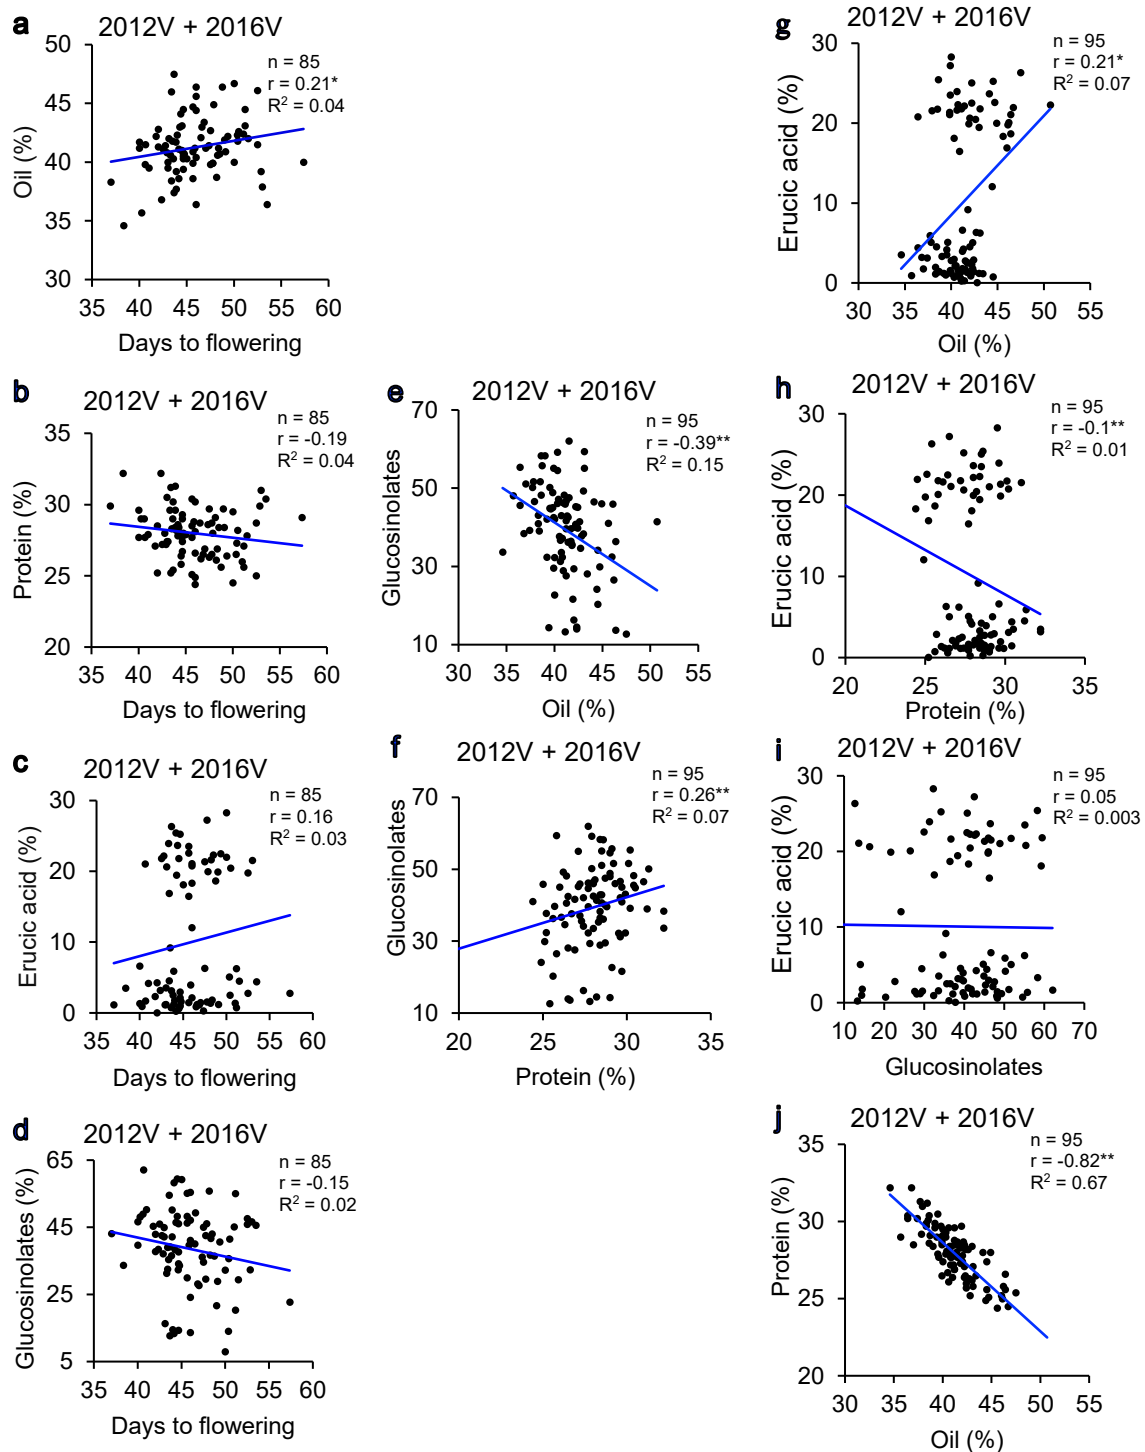 a
2012V + 2016V
n = 85
r = 0.21*
R² = 0.04
50
45
40
35
30
Oil (%)
35 40 45 50 55 60
Days to flowering
g
2012V + 2016V
n = 95
r = 0.21*
R² = 0.07
30
20
10
0
Erucic acid (%)
30 35 40 45 50 55
Oil (%)
b
2012V + 2016V
n = 85
r = -0.19
R² = 0.04
35
30
25
20
Protein (%)
35 40 45 50 55 60
Days to flowering
e
2012V + 2016V
n = 95
r = -0.39**
R² = 0.15
70
50
30
10
Glucosinolates
30 35 40 45 50 55
Oil (%)
h
2012V + 2016V
n = 95
r = -0.1**
R² = 0.01
30
20
10
0
Erucic acid (%)
20 25 30 35
Protein (%)
c
2012V + 2016V
n = 85
r = 0.16
R² = 0.03
30
20
10
0
Erucic acid (%)
35 40 45 50 55 60
Days to flowering
f
2012V + 2016V
n = 95
r = 0.26**
R² = 0.07
70
50
30
10
Glucosinolates
20 25 30 35
Protein (%)
i
2012V + 2016V
n = 95
r = 0.05
R² = 0.003
30
20
10
0
Erucic acid (%)
10 20 30 40 50 60 70
Glucosinolates
d
2012V + 2016V
n = 85
r = -0.15
R² = 0.02
65
45
25
5
Glucosinolates (%)
35 40 45 50 55 60
Days to flowering
j
2012V + 2016V
n = 95
r = -0.82**
R² = 0.67
35
30
25
20
Protein (%)
30 35 40 45 50 55
Oil (%)